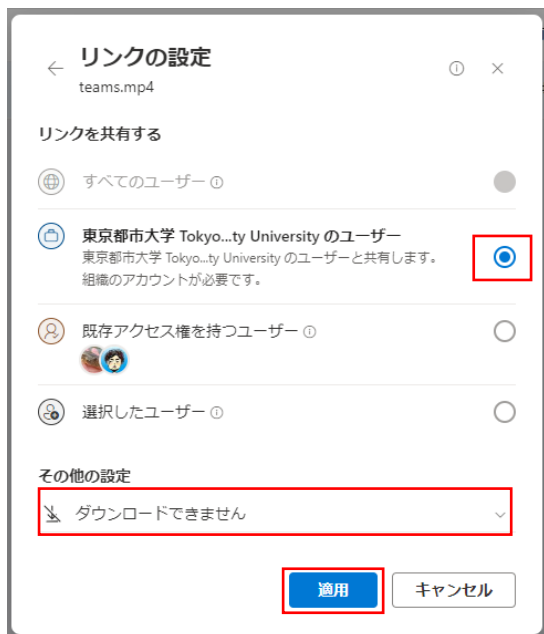 リンクの設定
teams.mp4
リンクを共有する
すべてのユーザー
東京都市大学 Tokyo...ty University のユーザー
東京都市大学 Tokyo...ty University のユーザーと共有します。
組織のアカウントが必要です。
既存アクセス権を持つユーザー
選択したユーザー
その他の設定
ダウンロードできません
適用
キャンセル